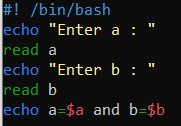 #! /bin/bash
echo "Enter a : "
read a
echo "Enter b : "
read b
echo a=$a and b=$b